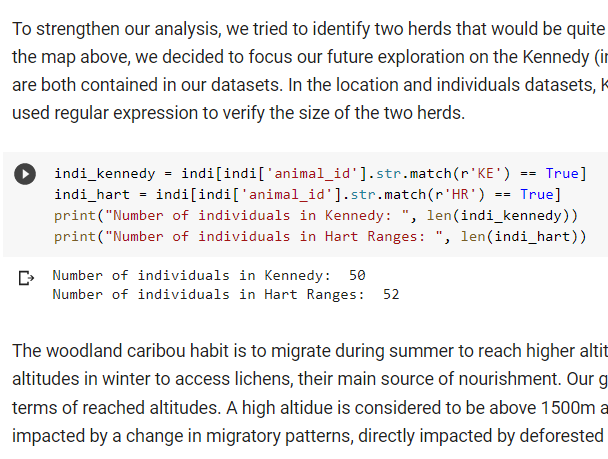 To strengthen our analysis, we tried to identify two herds that would be quite
the map above, we decided to focus our future exploration on the Kennedy (
are both contained in our datasets. In the location and individuals datasets,
used regular expression to verify the size of the two herds.
indi_kennedy = indi[indi['animal_id'].str.match(r'KE') == True]
indi_hart = indi[indi['animal_id'].str.match(r'HR') == True]
print("Number of individuals in Kennedy: ", len(indi_kennedy))
print("Number of individuals in Hart Ranges: ", len(indi_hart))
Number of individuals in Kennedy:  50
Number of individuals in Hart Ranges:  52
The woodland caribou habit is to migrate during summer to reach higher altit
altitudes in winter to access lichens, their main source of nourishment. Our g
terms of reached altitudes. A high altidue is considered to be above 1500m a
impacted by a change in migratory patterns, directly impacted by deforested